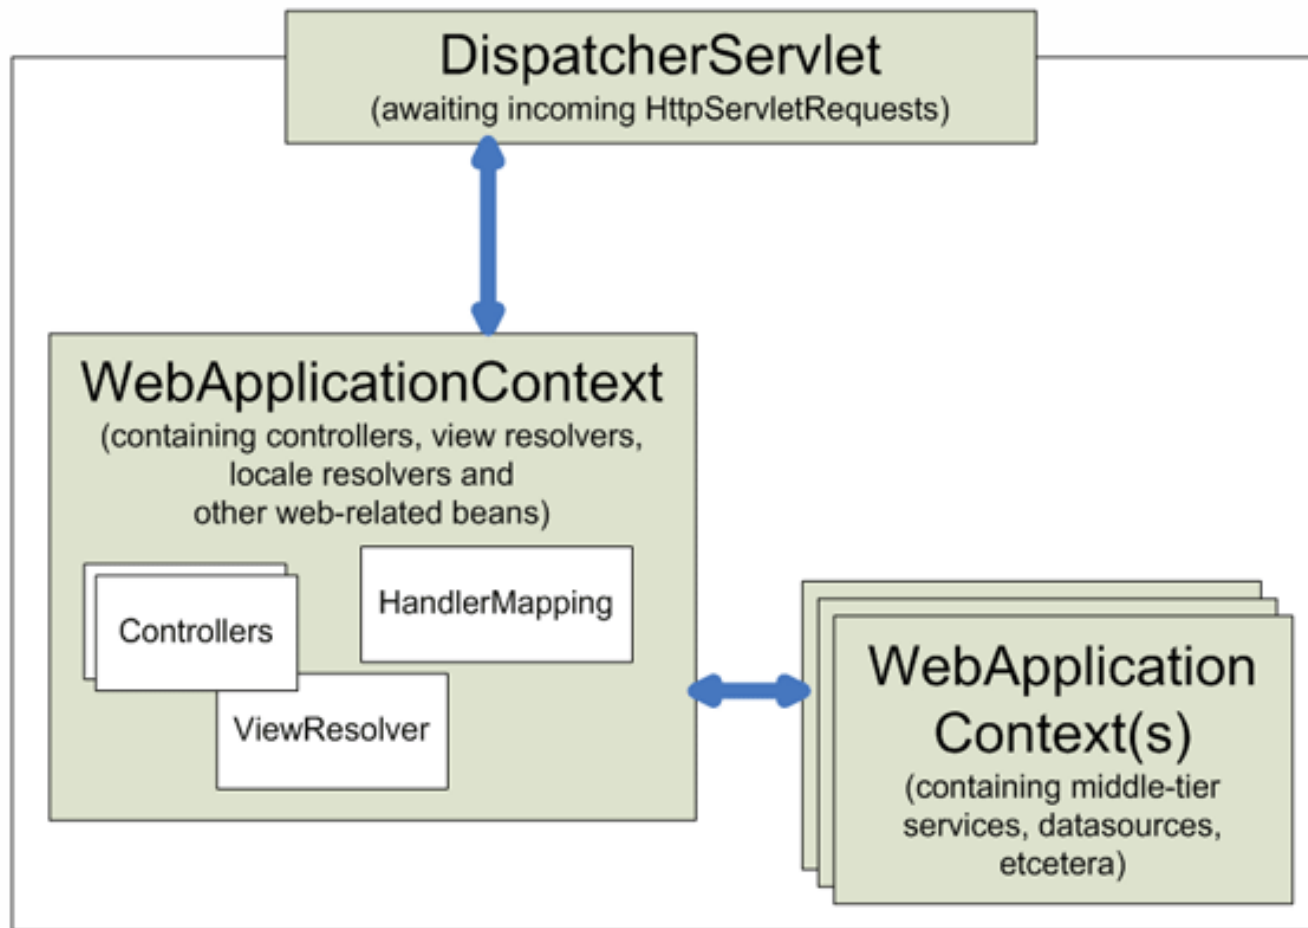 DispatcherServlet
(awaiting incoming HttpServletRequests)
WebApplicationContext
(containing controllers, view resolvers,
locale resolvers and
other web-related beans)
HandlerMapping
Controllers
ViewResolver
WebApplication
Context(s)
(containing middle-tier
services, datasources,
etcetera)